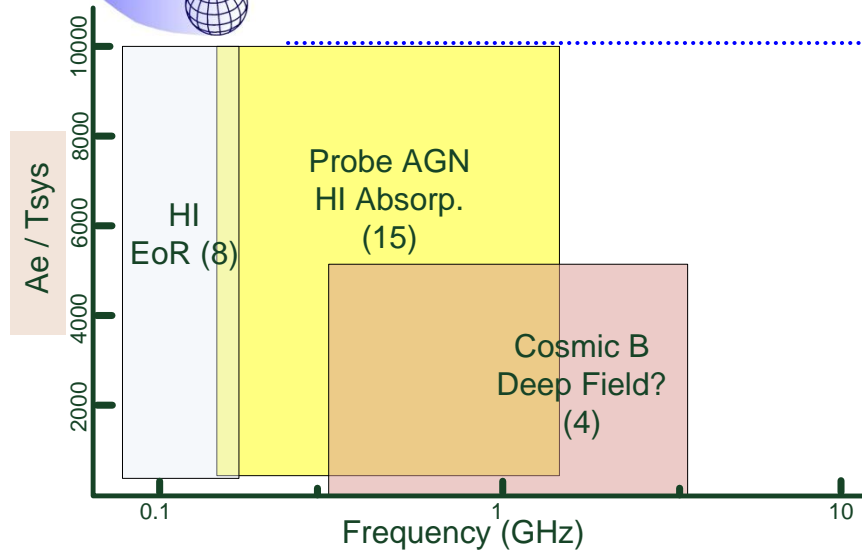 10000
8000
6000
4000
2000
Ae / Tsys
HI
EoR (8)
Probe AGN
HI Absorp.
(15)
Cosmic B
Deep Field?
(4)
0.1
1
10
Frequency (GHz)